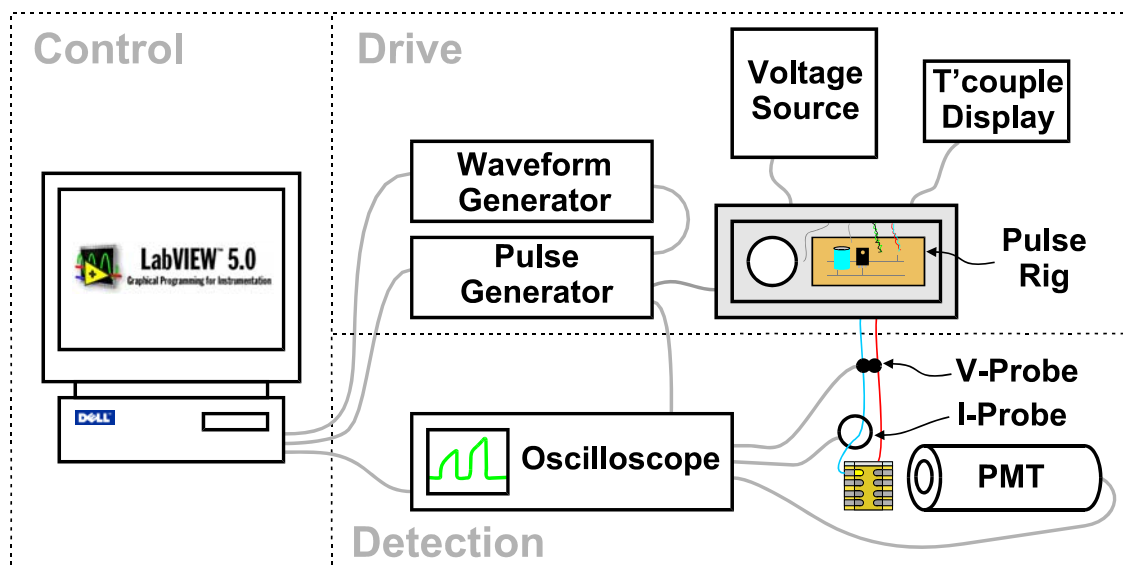 Control
Drive
Voltage
Source
T'couple
Display
Waveform
Generator
Pulse
Generator
Pulse
Rig
LabVIEW™ 5.0
Graphical Programming for Instrumentation
DELL
V-Probe
I-Probe
Oscilloscope
PMT
Detection